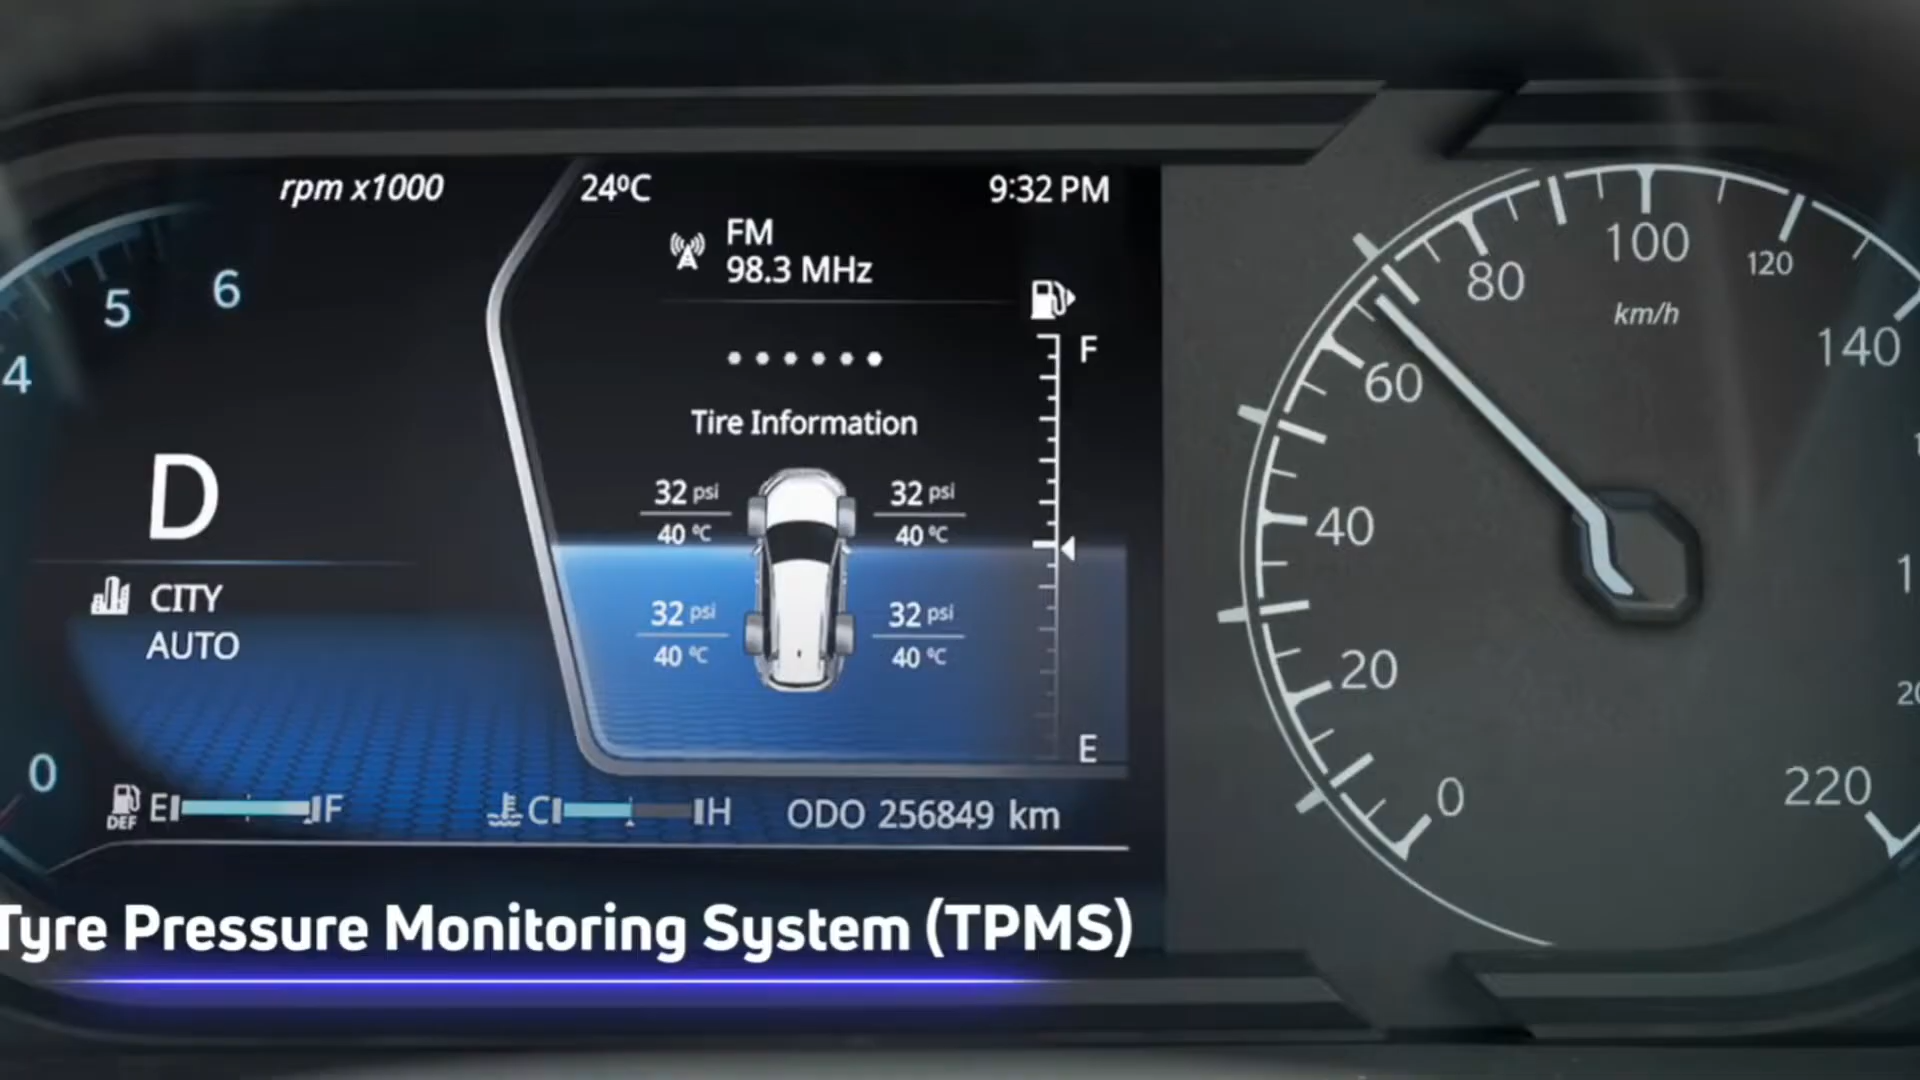 rpm x1000
24°C
9:32 PM
FM
98.3 MHz
4
5
6
0
D
CITY
AUTO
Tire Information
32 psi
40 °C
32 psi
40 °C
32 psi
40 °C
32 psi
40 °C
F
E
DEF
E
F
C
H
ODO 256849 km
0
20
40
60
80
100
120
140
220
km/h
Tyre Pressure Monitoring System (TPMS)